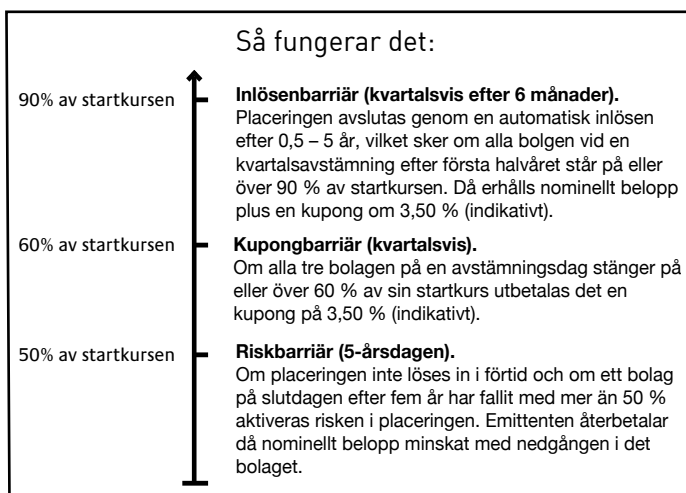 Så fungerar det:
90% av startkursen
Inlösenbarriär (kvartalsvis efter 6 månader).
Placeringen avslutas genom en automatisk inlösen
efter 0,5 – 5 år, vilket sker om alla bolgen vid en
kvartalsavstämning efter första halvåret står på eller
över 90 % av startkursen. Då erhålls nominellt belopp
plus en kupong om 3,50 % (indikativt).
60% av startkursen
Kupongbarriär (kvartalsvis).
Om alla tre bolagen på en avstämningsdag stänger på
eller över 60 % av sin startkurs utbetalas det en
kupong på 3,50 % (indikativt).
50% av startkursen
Riskbarriär (5-årsdagen).
Om placeringen inte löses in i förtid och om ett bolag
på slutdagen efter fem år har fallit med mer än 50 %
aktiveras risken i placeringen. Emittenten återbetalar
då nominellt belopp minskat med nedgången i det
bolaget.